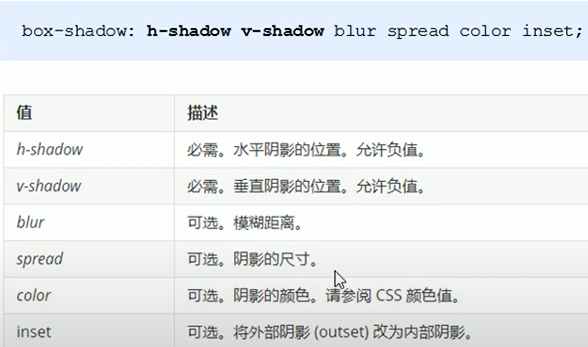 box-shadow: h-shadow v-shadow blur spread color inset;
值 描述
h-shadow 必需。水平阴影的位置。允许负值。
v-shadow 必需。垂直阴影的位置。允许负值。
blur 可选。模糊距离。
spread 可选。阴影的尺寸。
color 可选。阴影的颜色。请参阅 CSS 颜色值。
inset 可选。将外部阴影 (outset) 改为内部阴影。